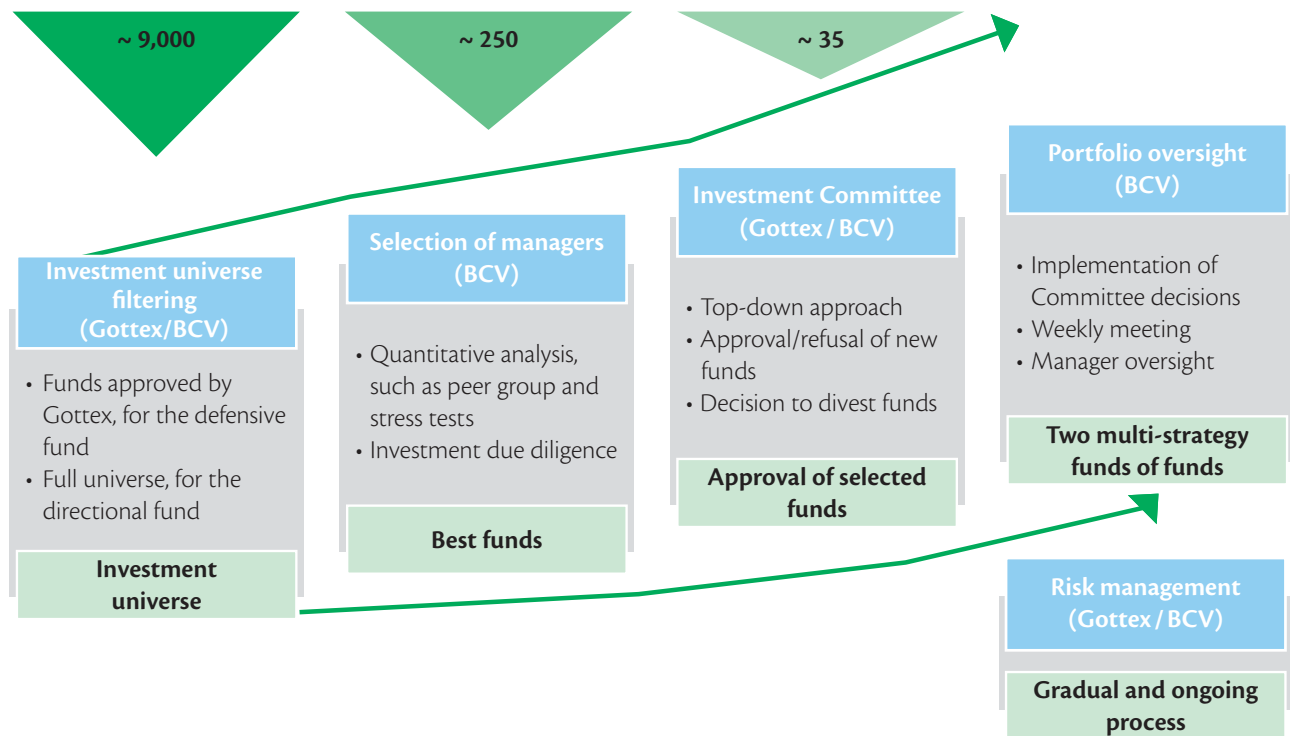 ~ 9,000
~ 250
~ 35
Investment universe
filtering
(Gottex/BCV)
• Funds approved by
Gottex, for the defensive
fund
• Full universe, for the
directional fund
Investment
universe
Selection of managers
(BCV)
• Quantitative analysis,
such as peer group and
stress tests
• Investment due diligence
Best funds
Investment Committee
(Gottex / BCV)
• Top-down approach
• Approval/refusal of new
funds
• Decision to divest funds
Approval of selected
funds
Portfolio oversight
(BCV)
• Implementation of
Committee decisions
• Weekly meeting
• Manager oversight
Two multi-strategy
funds of funds
Risk management
(Gottex / BCV)
Gradual and ongoing
process